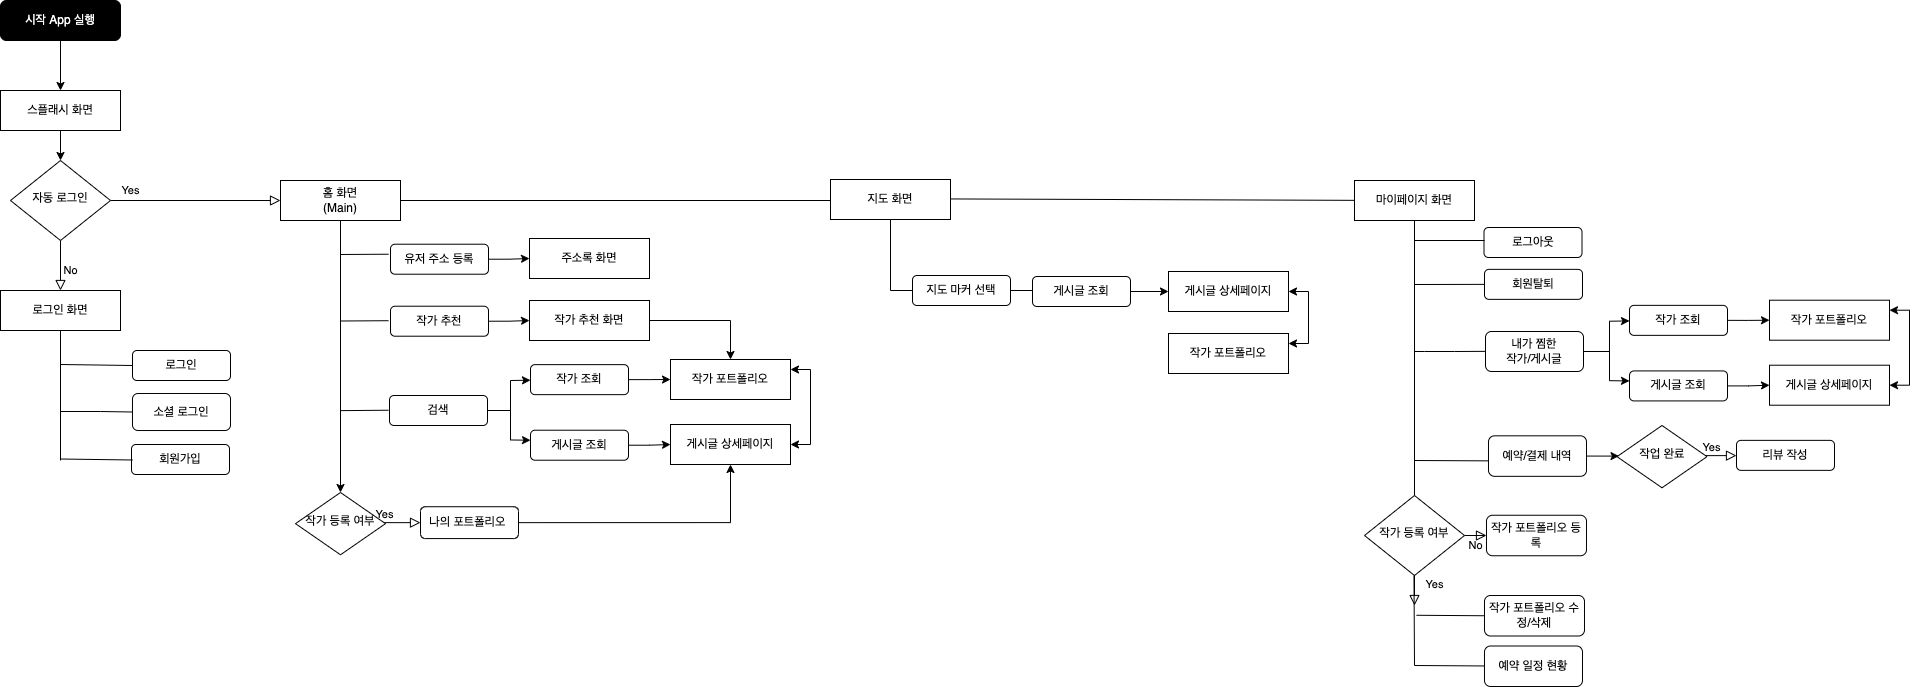 시작 App 실행
스플래시 화면
자동 로그인
Yes
No
로그인 화면
로그인
소셜 로그인
회원가입
홈 화면
(Main)
유저 주소 등록
주소록 화면
작가 추천
작가 추천 화면
검색
작가 조회
작가 포트폴리오
게시글 조회
게시글 상세페이지
작가 등록 여부
Yes
나의 포트폴리오
지도 화면
지도 마커 선택
게시글 조회
게시글 상세페이지
작가 포트폴리오
마이페이지 화면
로그아웃
회원탈퇴
내가 찜한
작가/게시글
작가 조회
작가 포트폴리오
게시글 조회
게시글 상세페이지
예약/결제 내역
작업 완료
Yes
리뷰 작성
작가 등록 여부
No
작가 포트폴리오 등
록
Yes
작가 포트폴리오 수
정/삭제
예약 일정 현황